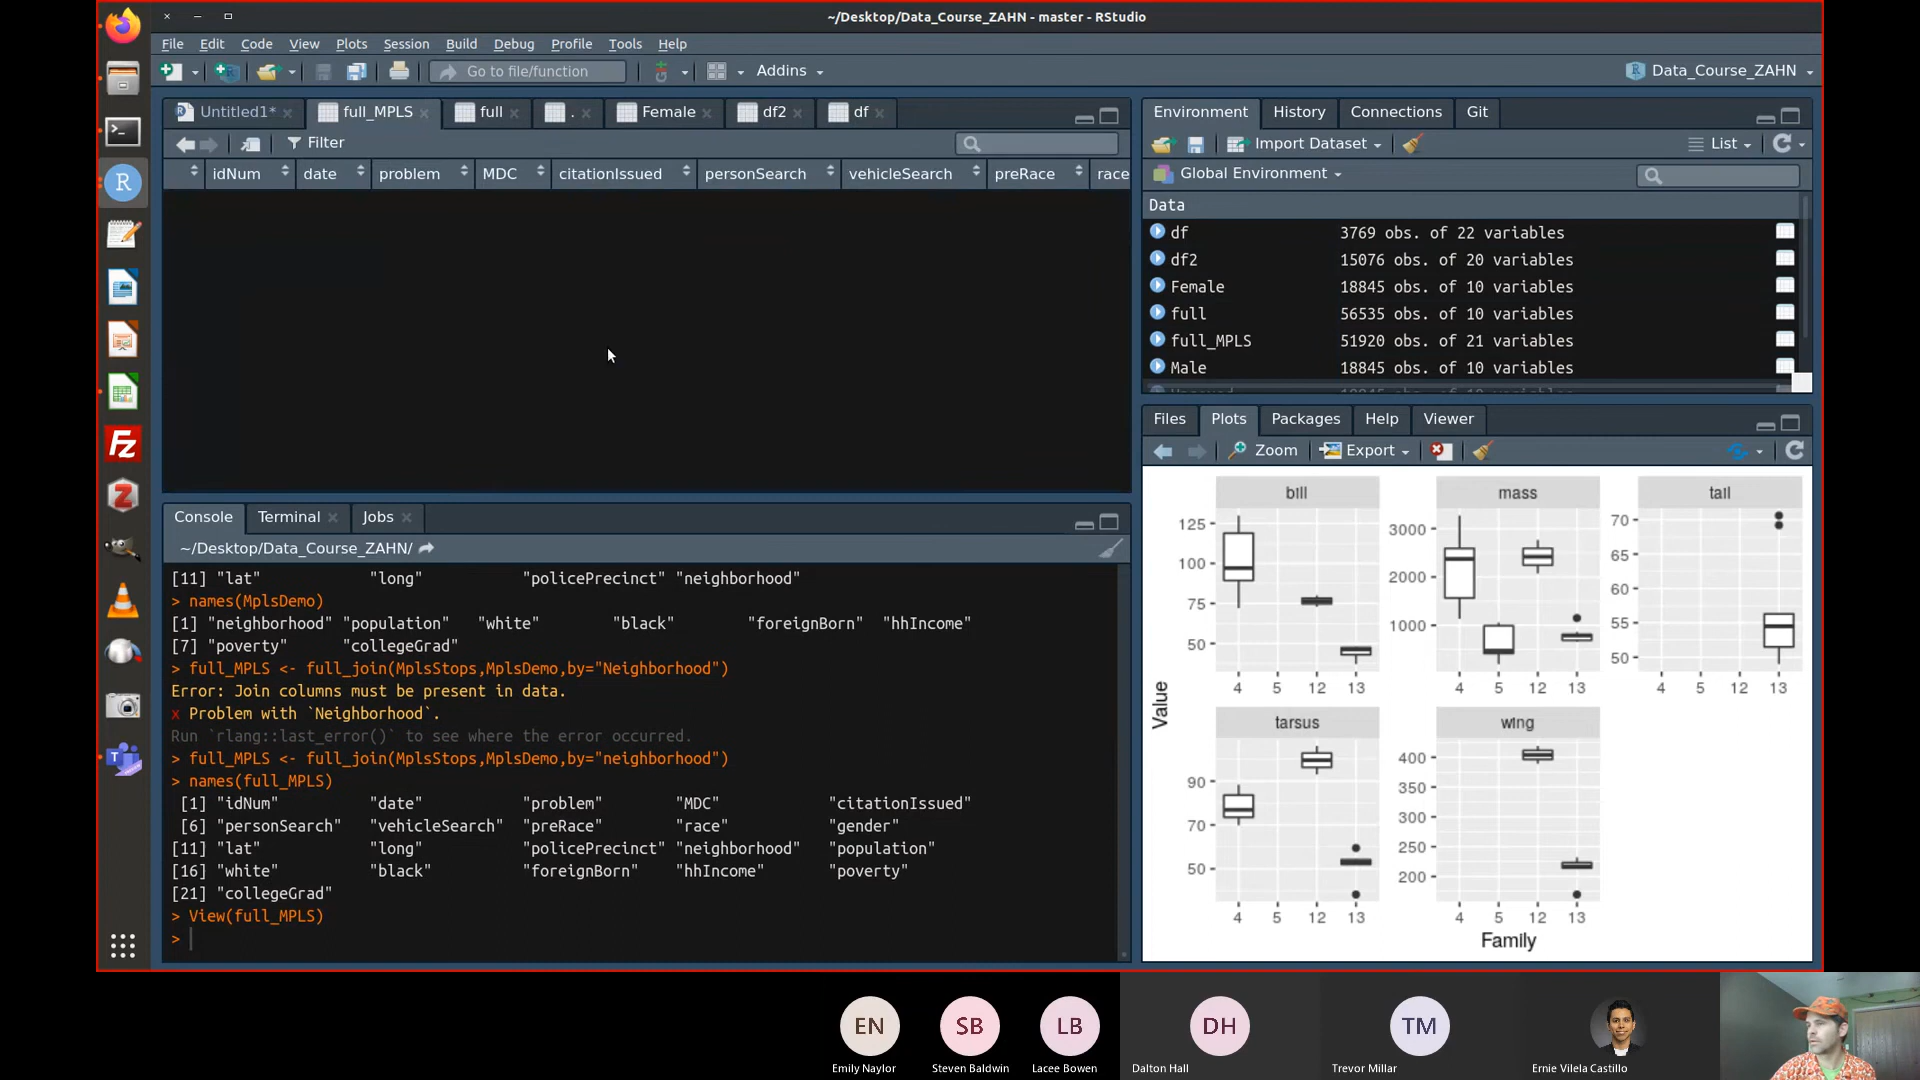 ~/Desktop/Data_Course_ZAHN - master - RStudio
File Edit Code View Plots Session Build Debug Profile Tools Help
Go to file/function
Addins
Data_Course_ZAHN
Untitled1*
full_MPLS
full
.
Female
df2
df
Filter
idNum date problem MDC citationIssued personSearch vehicleSearch preRace race
Environment History Connections Git
Import Dataset
List
Global Environment
Data
df 3769 obs. of 22 variables
df2 15076 obs. of 20 variables
Female 18845 obs. of 10 variables
full 56535 obs. of 10 variables
full_MPLS 51920 obs. of 21 variables
Male 18845 obs. of 10 variables
Console Terminal Jobs
~/Desktop/Data_Course_ZAHN/
[11] "lat" "long" "policePrecinct" "neighborhood"
> names(MplsDemo)
[1] "neighborhood" "population" "white" "black" "foreignBorn" "hhIncome"
[7] "poverty" "collegeGrad"
> full_MPLS <- full_join(MplsStops,MplsDemo,by="Neighborhood")
Error: Join columns must be present in data.
x Problem with `Neighborhood`.
Run `rlang::last_error()` to see where the error occurred.
> full_MPLS <- full_join(MplsStops,MplsDemo,by="neighborhood")
> names(full_MPLS)
[1] "idNum" "date" "problem" "MDC" "citationIssued"
[6] "personSearch" "vehicleSearch" "preRace" "race" "gender"
[11] "lat" "long" "policePrecinct" "neighborhood" "population"
[16] "white" "black" "foreignBorn" "hhIncome" "poverty"
[21] "collegeGrad"
> View(full_MPLS)
>
Files Plots Packages Help Viewer
Zoom
Export
bill
mass
tail
125
100
75
50
3000
2000
1000
70
65
60
55
50
4 5 12 13
4 5 12 13
4 5 12 13
Value
tarsus
wing
90
70
50
400
350
300
250
200
4 5 12 13
4 5 12 13
Family
EN
SB
LB
DH
TM
Emily Naylor
Steven Baldwin
Lacee Bowen
Dalton Hall
Trevor Millar
Ernie Vilela Castillo